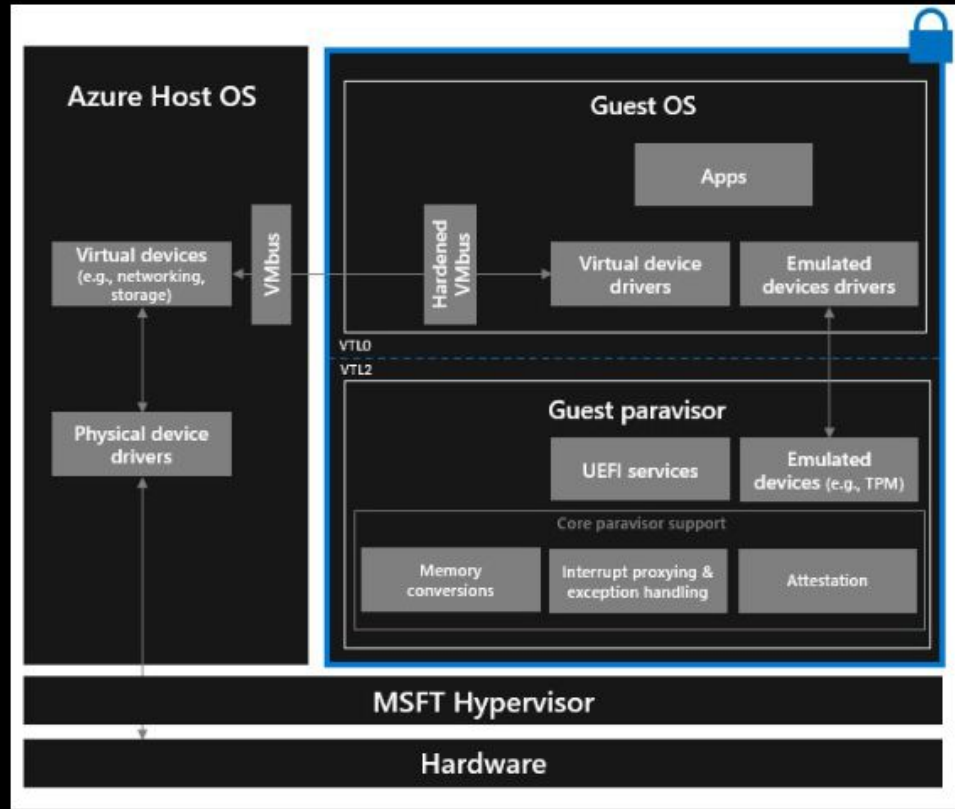 Azure Host OS
Guest OS
Apps
VMbus
Hardened
VMbus
Virtual devices
(e.g., networking,
storage)
Virtual device
drivers
Emulated
devices drivers
VTL0
VTL2
Guest paravisor
Physical device
drivers
UEFI services
Emulated
devices (e.g., TPM)
Core paravisor support
Memory
conversions
Interrupt proxying &
exception handling
Attestation
MSFT Hypervisor
Hardware